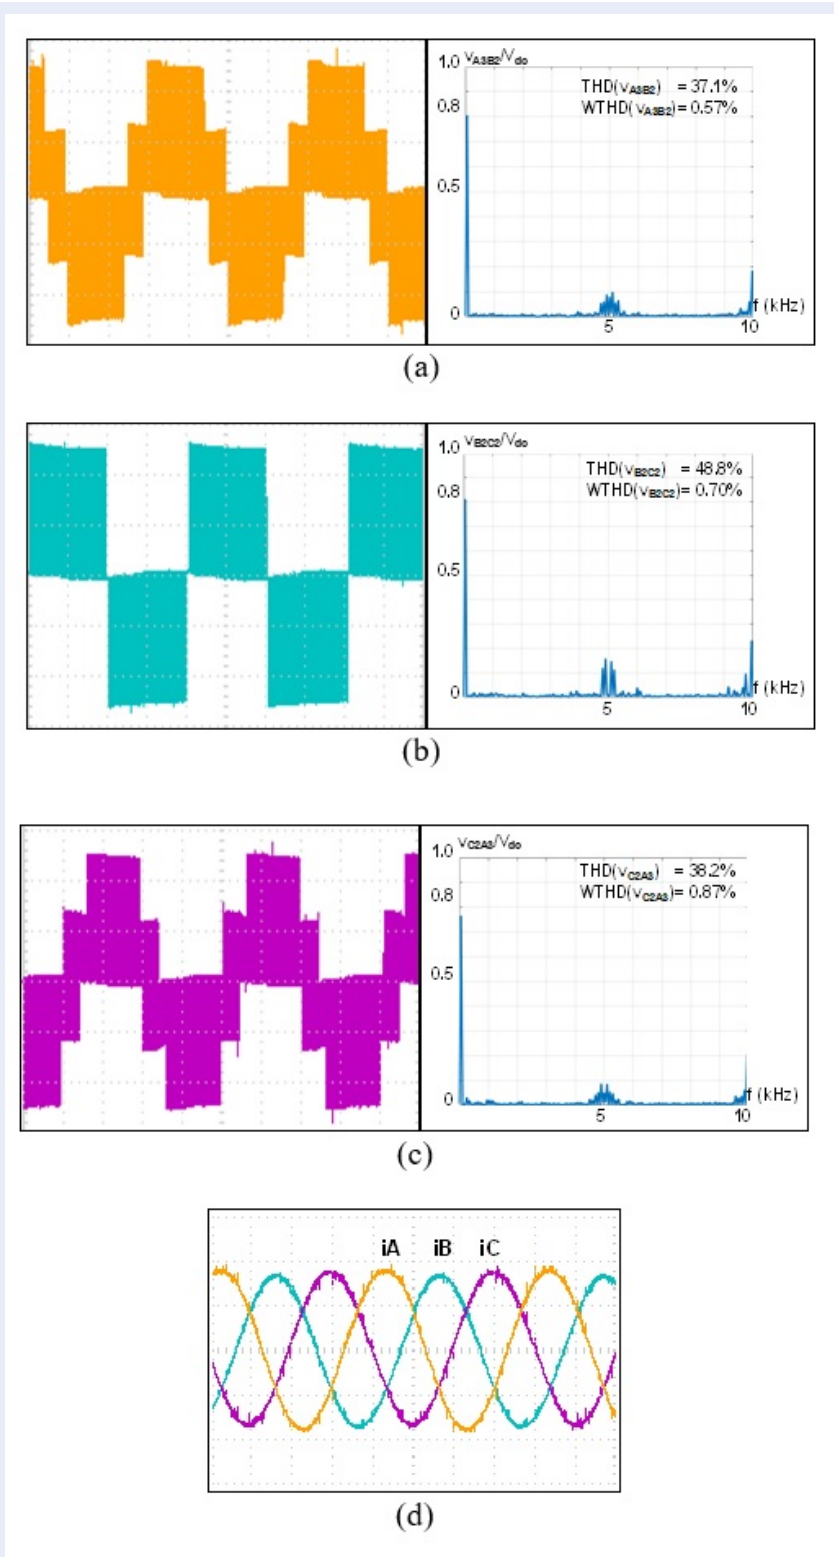 1.0 vA3B2/Vdc
THD(vA3B2) = 37.1%
WTHD(vA3B2)= 0.57%
0.8
0.5
0
5
10
f (kHz)
(a)
1.0 vB2C2/Vdc
THD(vB2C2) = 48.8%
WTHD(vB2C2)= 0.70%
0.8
0.5
0
5
10
f (kHz)
(b)
1.0 vC2A3/Vdc
THD(vC2A3) = 38.2%
WTHD(vC2A3)= 0.87%
0.8
0.5
0
5
10
f (kHz)
(c)
iA iB iC
(d)